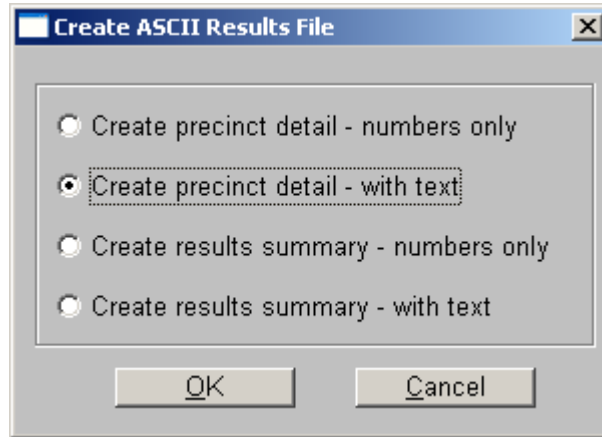 Create ASCII Results File
Create precinct detail - numbers only
Create precinct detail - with text
Create results summary - numbers only
Create results summary - with text
OK Cancel